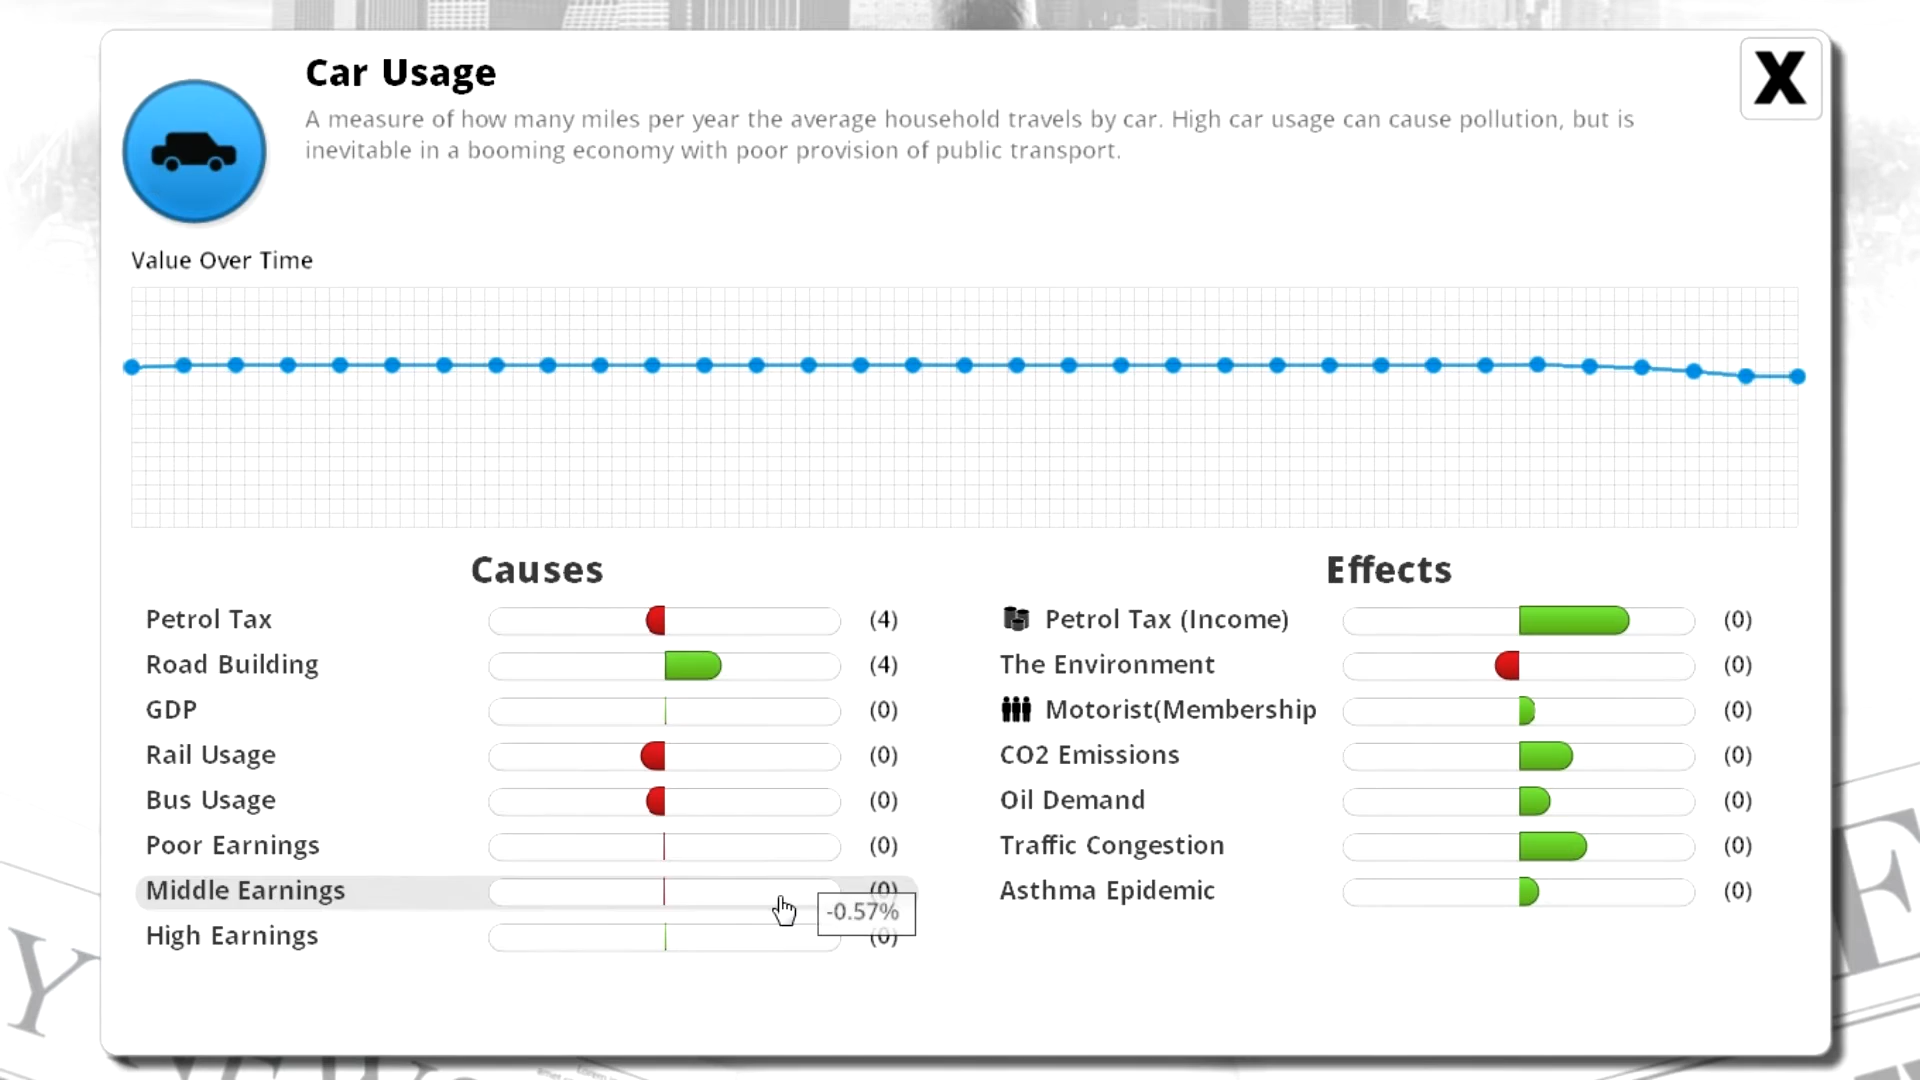 Car Usage
X
A measure of how many miles per year the average household travels by car. High car usage can cause pollution, but is
inevitable in a booming economy with poor provision of public transport.
Value Over Time
Causes
Effects
Petrol Tax (4)
Petrol Tax (Income) (0)
Road Building (4)
The Environment (0)
GDP (0)
Motorist(Membership (0)
Rail Usage (0)
CO2 Emissions (0)
Bus Usage (0)
Oil Demand (0)
Poor Earnings (0)
Traffic Congestion (0)
Middle Earnings (0)
Asthma Epidemic (0)
-0.57%
High Earnings (0)